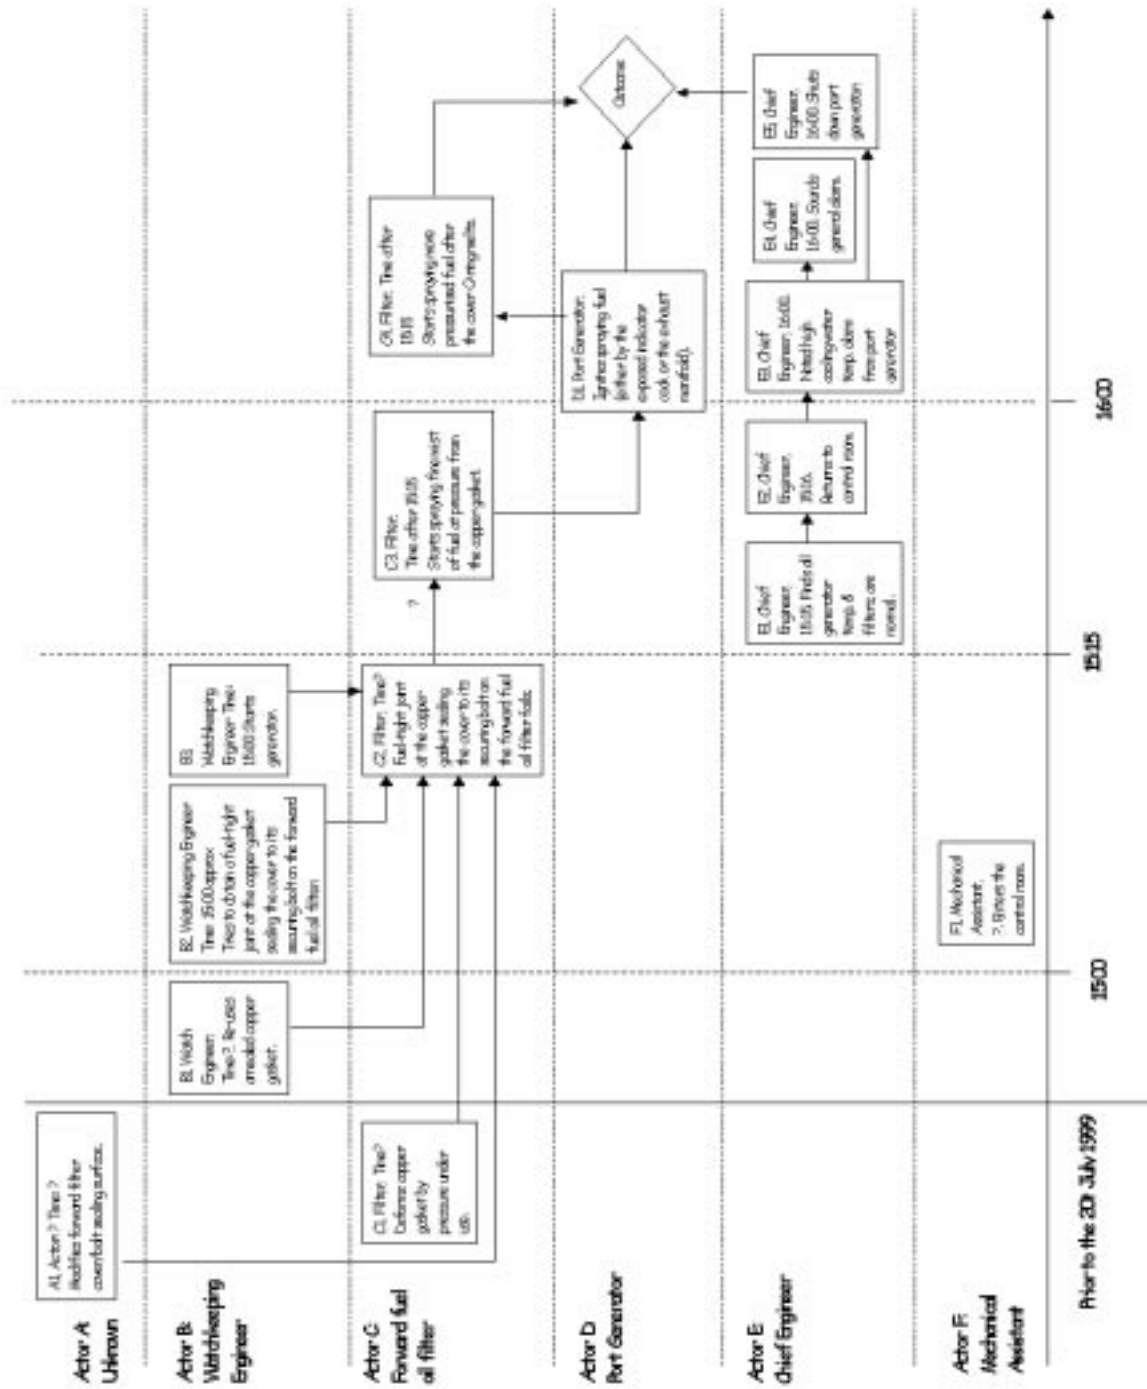 Actor A:
Unknown
A1. Actor? Time?
Modifies forward filter
cover bolt sealing surface.
Actor B:
Watchkeeping
Engineer
B1. Watch
Engineer:
Time?. Re-uses
annealed copper
gasket.
B2. Watchkeeping Engineer
Time: 15:00 approx
Tries to obtain a fuel-tight
joint at the copper gasket
sealing the cover to its
securing bolt on the forward
fuel oil filter.
B3.
Watchkeeping
Engineer Time:
15:00. Starts
generator.
Actor C:
Forward fuel
oil filter
C1. Filter: Time?
Deforms copper
gasket by
pressure under
use.
C2. Filter: Time?
Fuel-tight joint
at the copper
gasket sealing
the cover to its
securing bolt on
the forward fuel
oil filter fails.
?
C3. Filter:
Time after 15:15
Starts spraying fine mist
of fuel at pressure from
the copper gasket.
C4. Filter: Time after
15:15
Starts spraying more
pressurised fuel after
the cover O-ring melts.
Actor D:
Port Generator
D1. Port Generator:
Ignites spraying fuel
(either by the
exposed indicator
cock or the exhaust
manifold).
Outcome
Actor E:
Chief Engineer
E1. Chief
Engineer,
15:15. Finds all
generator
temp. &
filters are
normal.
E2. Chief
Engineer,
Returns to
control room.
E3. Chief
Engineer, 16:00.
Noted high
cooling water
temp. alarm
from port
generator
E4. Chief
Engineer,
16:00. Sounds
general alarm.
E5. Chief
Engineer,
16:00. Shuts
down port
generator
Actor F:
Mechanical
Assistant
F1. Mechanical
Assistant,
?. Enters the
control room.
Prior to the 20th July 1999
15:00
15:15
16:00